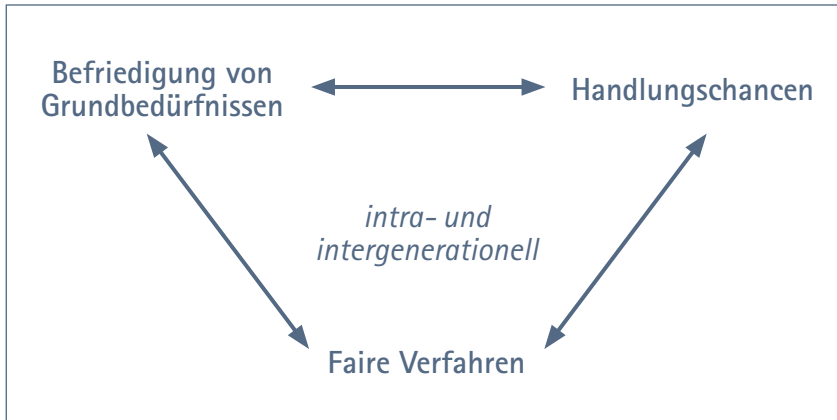 Befriedigung von
Grundbedürfnissen
Handlungschancen
intra- und
intergenerationell
Faire Verfahren